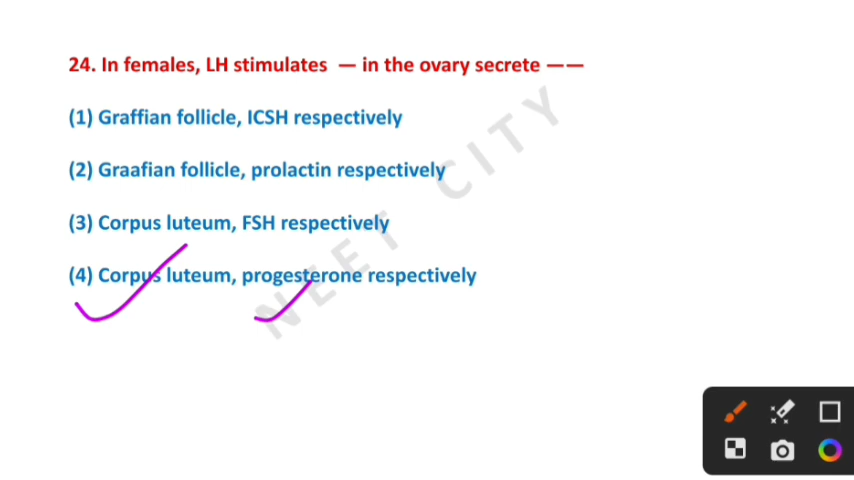 24. In females, LH stimulates — in the ovary secrete ——
(1) Graffian follicle, ICSH respectively
(2) Graafian follicle, prolactin respectively
(3) Corpus luteum, FSH respectively
(4) Corpus luteum, progesterone respectively
NEET CITY